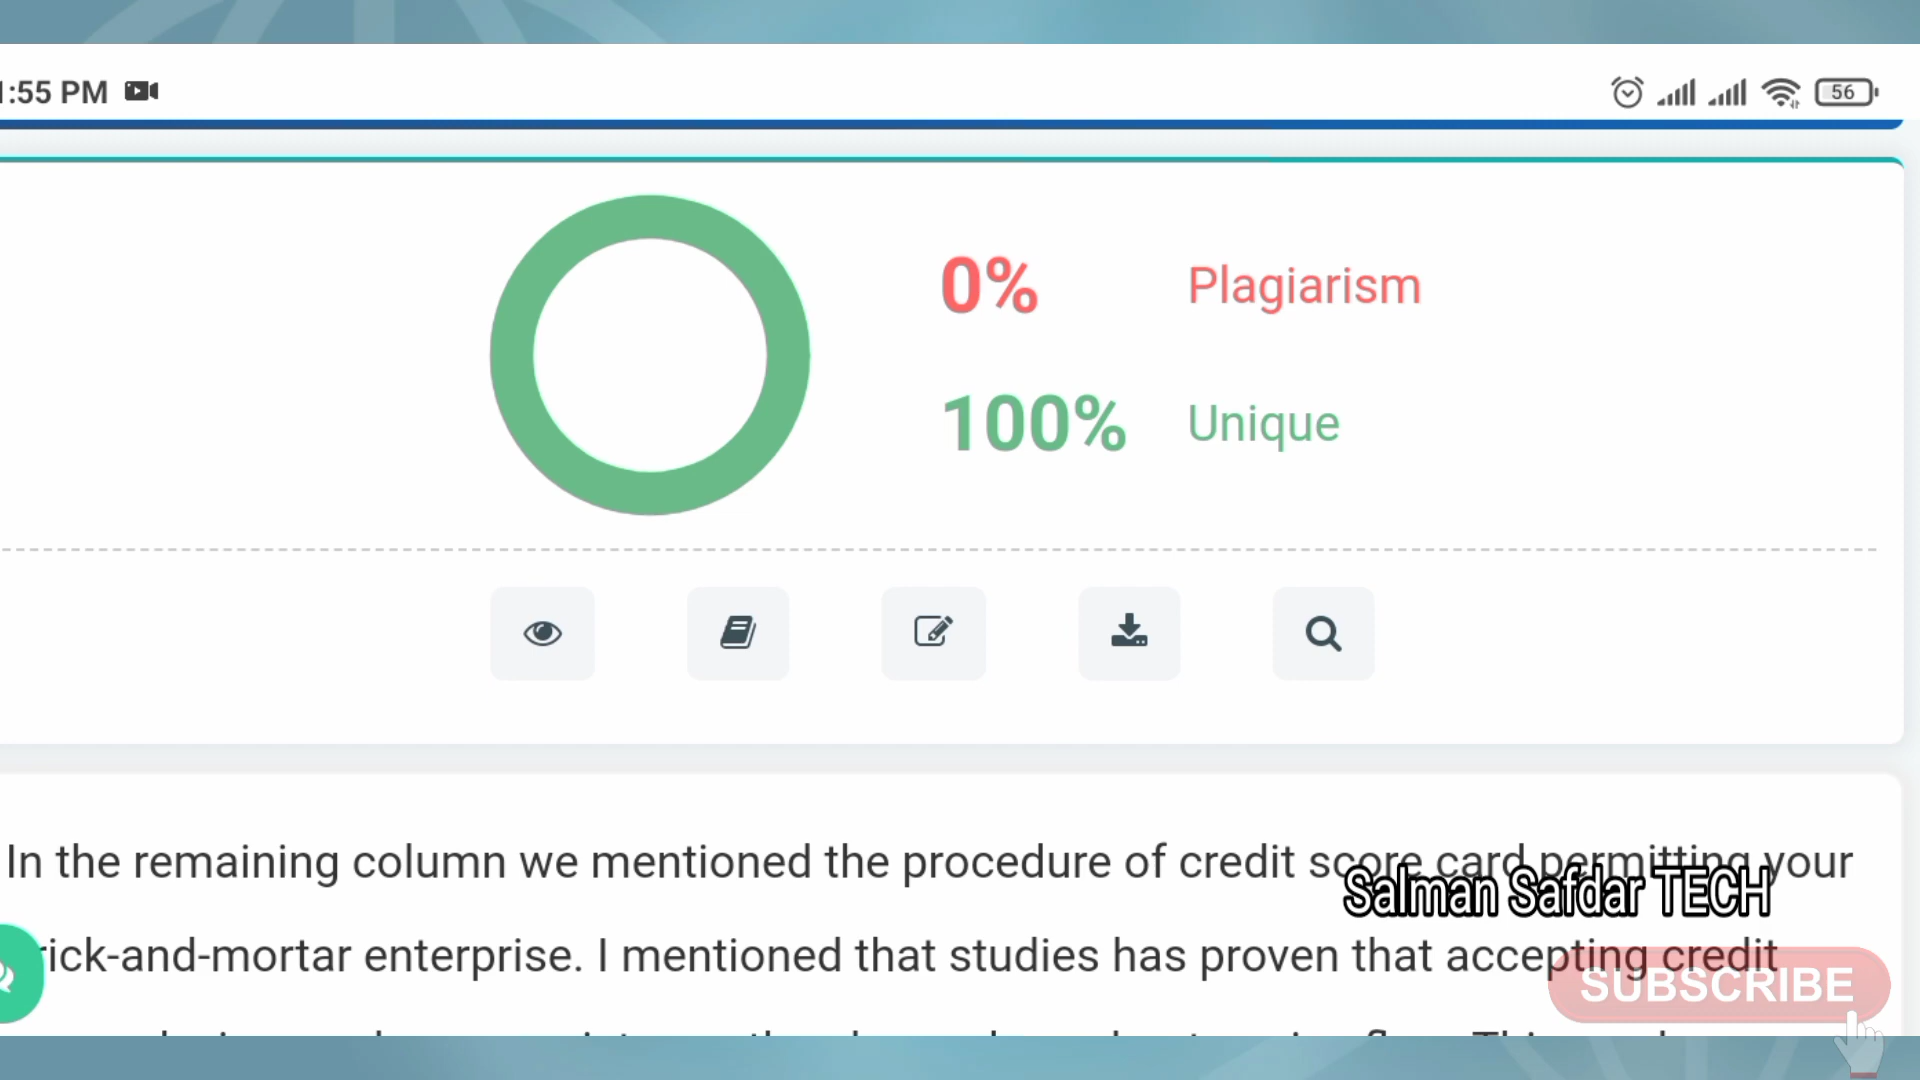 :55 PM
56
0% Plagiarism
100% Unique
In the remaining column we mentioned the procedure of credit score card permitting your
Salman Safdar TECH
rick-and-mortar enterprise. I mentioned that studies has proven that accepting credit
SUBSCRIBE